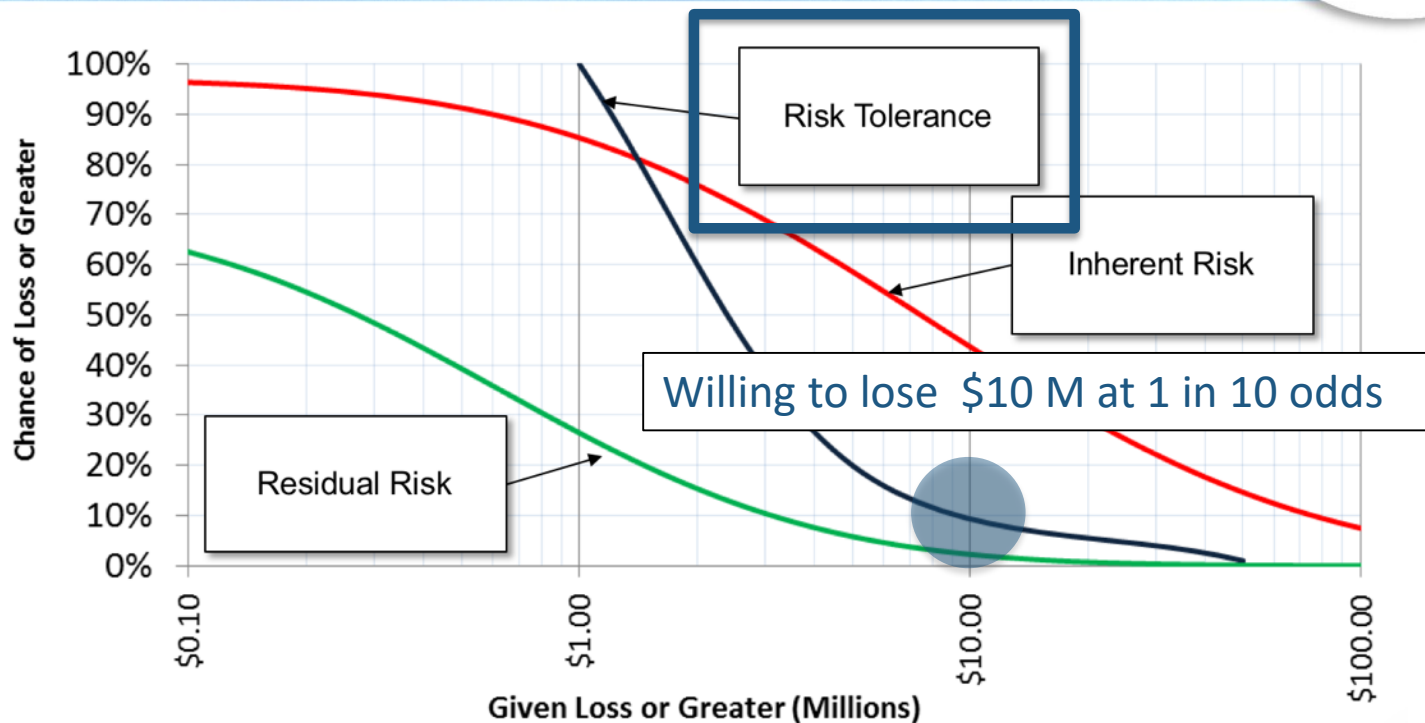 Chance of Loss or Greater
100%
90%
80%
70%
60%
50%
40%
30%
20%
10%
0%
Risk Tolerance
Inherent Risk
Willing to lose  $10 M at 1 in 10 odds
Residual Risk
$0.10
$1.00
$10.00
$100.00
Given Loss or Greater (Millions)